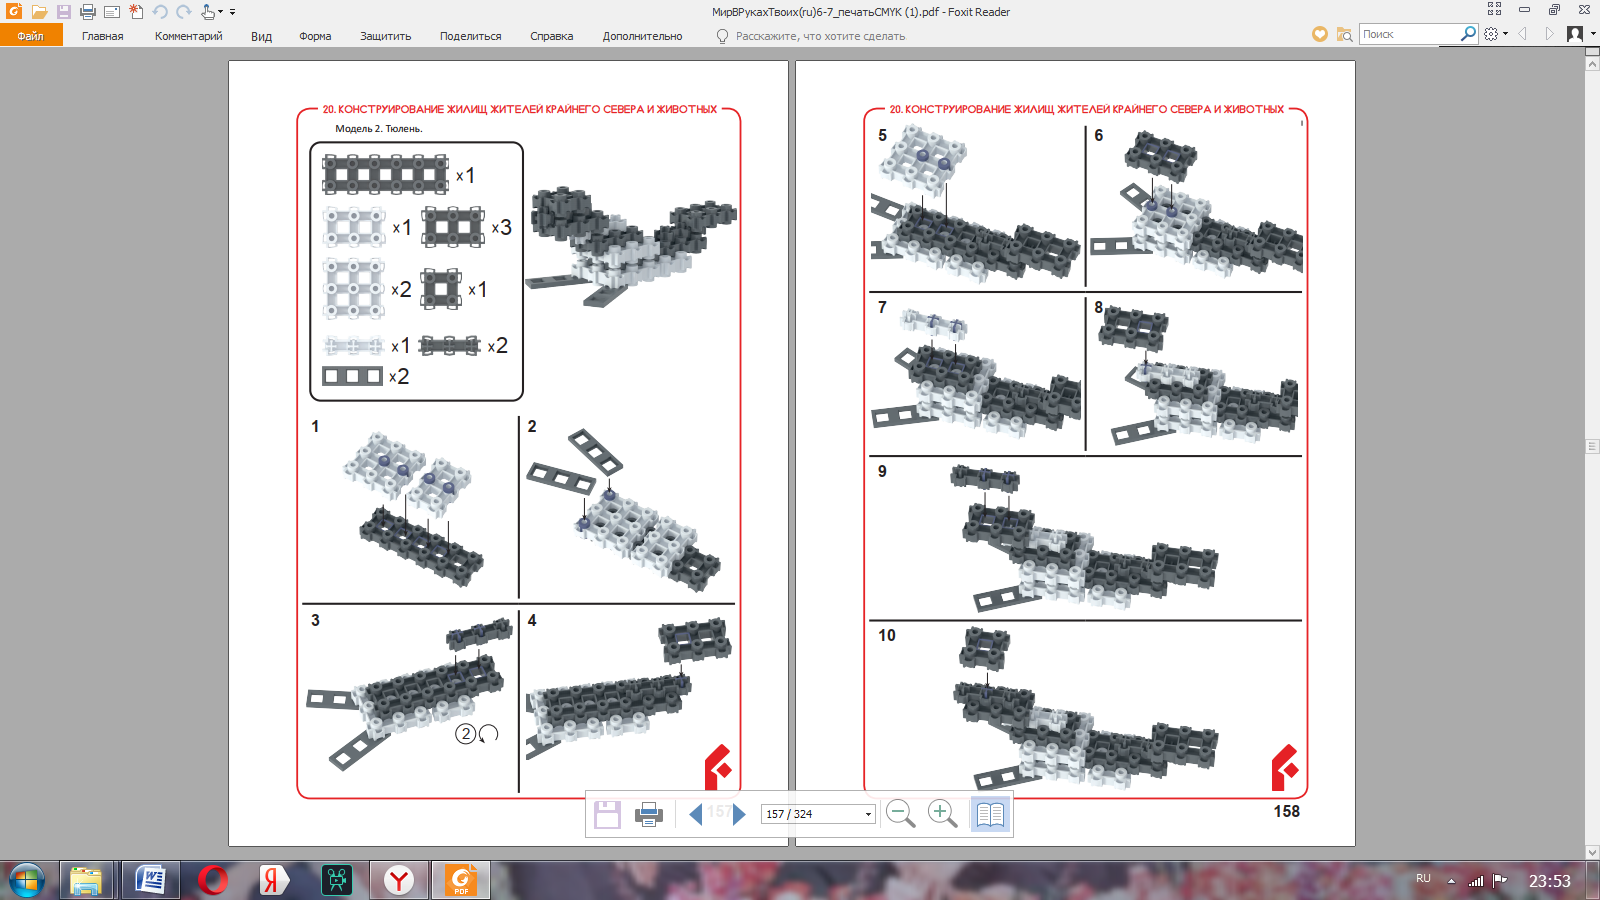 МирВРукахТвоих(ru)6-7_печатьCMYK (1).pdf - Foxit Reader
Файл Главная Комментарий Вид Форма Защитить Поделиться Справка Дополнительно Расскажите, что хотите сделать Поиск
20. КОНСТРУИРОВАНИЕ ЖИЛИЩ ЖИТЕЛЕЙ КРАЙНЕГО СЕВЕРА И ЖИВОТНЫХ
Модель 2. Тюлень.
x1
x1 x3
x2 x1
x1 x2
x2
1 2
3 4
2
157
20. КОНСТРУИРОВАНИЕ ЖИЛИЩ ЖИТЕЛЕЙ КРАЙНЕГО СЕВЕРА И ЖИВОТНЫХ
5 6
7 8
9
10
158
157 / 324
W Я Y PDF RU 23:53